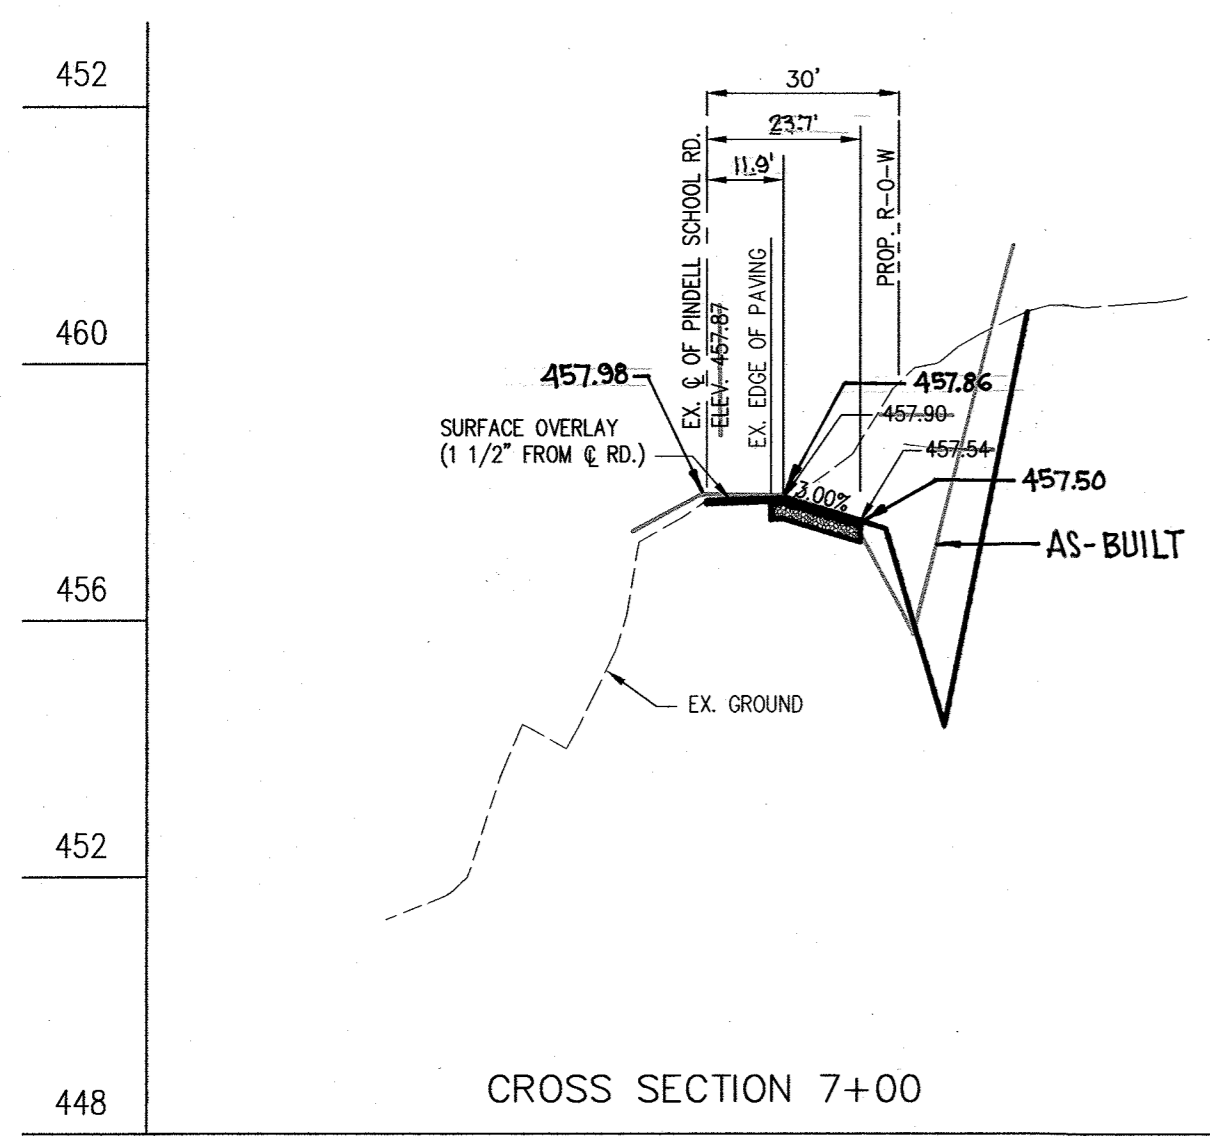 452
30'
23.7'
11.9'
EX. ℄ OF PINDELL SCHOOL RD.
ELEV. 457.87
EX. EDGE OF PAVING
PROP. R-O-W
460
457.98
457.86
457.90
SURFACE OVERLAY
(1 1/2" FROM ℄ RD.)
457.54
457.50
3.00%
AS-BUILT
456
EX. GROUND
452
448
CROSS SECTION 7+00